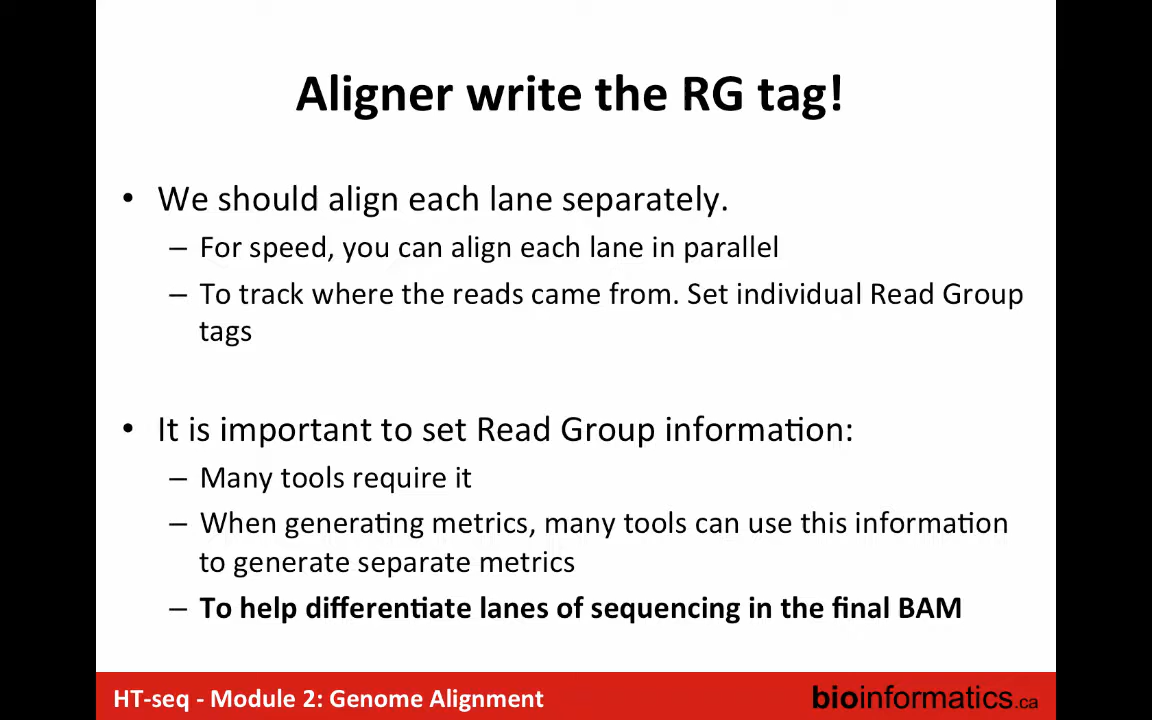 Aligner write the RG tag!
• We should align each lane separately.
– For speed, you can align each lane in parallel
– To track where the reads came from. Set individual Read Group
tags
• It is important to set Read Group information:
– Many tools require it
– When generating metrics, many tools can use this information
to generate separate metrics
– To help differentiate lanes of sequencing in the final BAM
HT-seq - Module 2: Genome Alignment
bioinformatics.ca